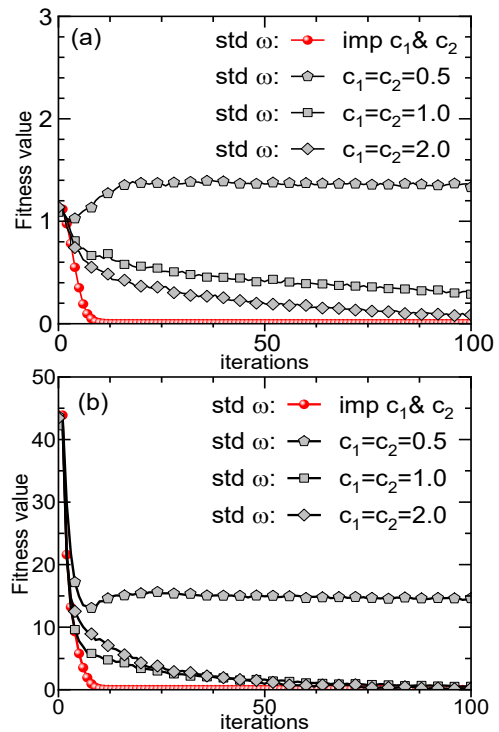 (a)
std ω: imp c₁& c₂
std ω: c₁=c₂=0.5
std ω: c₁=c₂=1.0
std ω: c₁=c₂=2.0
Fitness value
3
2
1
0
0 50 100
iterations
(b)
std ω: imp c₁& c₂
std ω: c₁=c₂=0.5
std ω: c₁=c₂=1.0
std ω: c₁=c₂=2.0
Fitness value
50
45
30
15
0
0 50 100
iterations